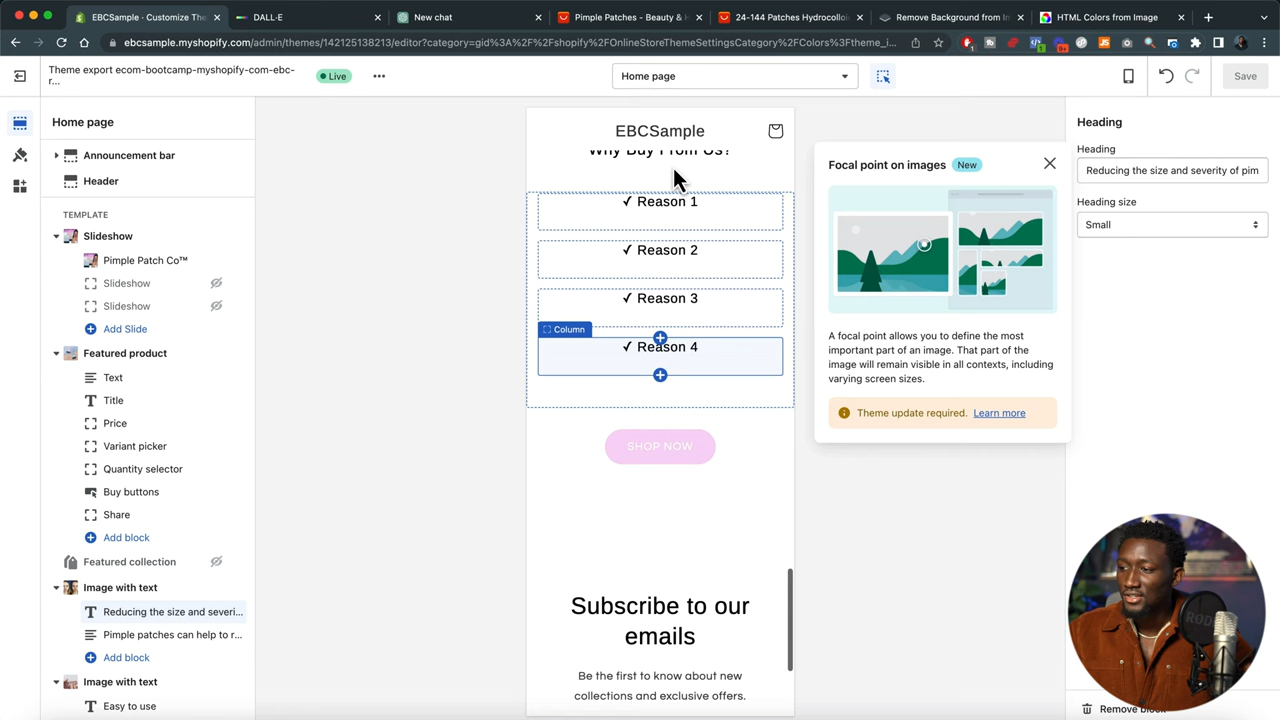 EBCSample · Customize The
DALL·E
New chat
Pimple Patches - Beauty & H
24-144 Patches Hydrocolloi
Remove Background from Im
HTML Colors from Image
ebcsample.myshopify.com/admin/themes/142125138213/editor?category=gid%3A%2F%2Fshopify%2FOnlineStoreThemeSettingsCategory%2FColors%2Ftheme_i...
Theme export ecom-bootcamp-myshopify-com-ebc-r...
Live
Home page
Save
Home page
Announcement bar
Header
TEMPLATE
Slideshow
Pimple Patch Co™
Slideshow
Slideshow
Add Slide
Featured product
Text
Title
Price
Variant picker
Quantity selector
Buy buttons
Share
Add block
Featured collection
Image with text
Reducing the size and severi...
Pimple patches can help to r...
Add block
Image with text
Easy to use
EBCSample
Why Buy From Us?
✓ Reason 1
✓ Reason 2
✓ Reason 3
Column
✓ Reason 4
SHOP NOW
Subscribe to our
emails
Be the first to know about new
collections and exclusive offers.
Focal point on images New
A focal point allows you to define the most
important part of an image. That part of the
image will remain visible in all contexts, including
varying screen sizes.
Theme update required. Learn more
Heading
Heading
Reducing the size and severity of pim
Heading size
Small
Remove block
RODE